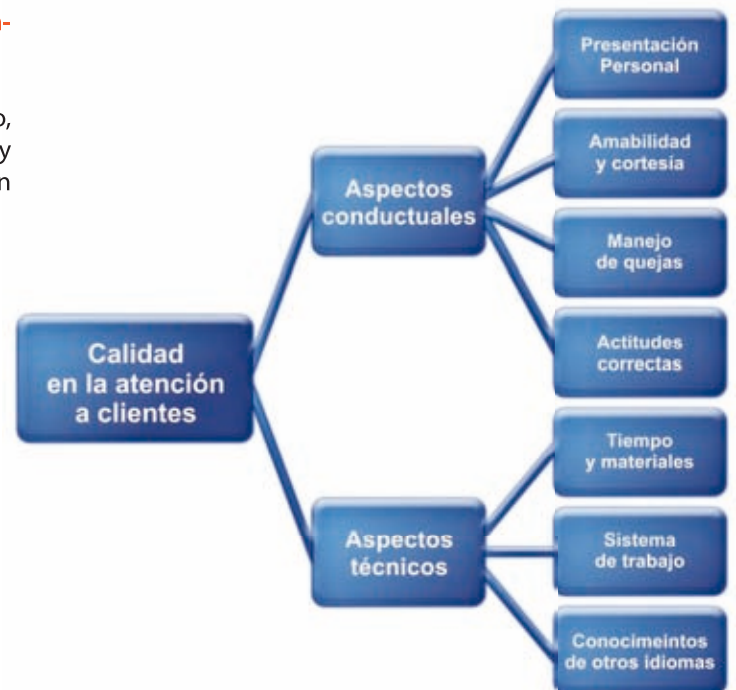 -
o,
y
n
Calidad
en la atención
a clientes
Aspectos
conductuales
Presentación
Personal
Amabilidad
y cortesía
Manejo
de quejas
Actitudes
correctas
Aspectos
técnicos
Tiempo
y materiales
Sistema
de trabajo
Conocimeintos
de otros idiomas